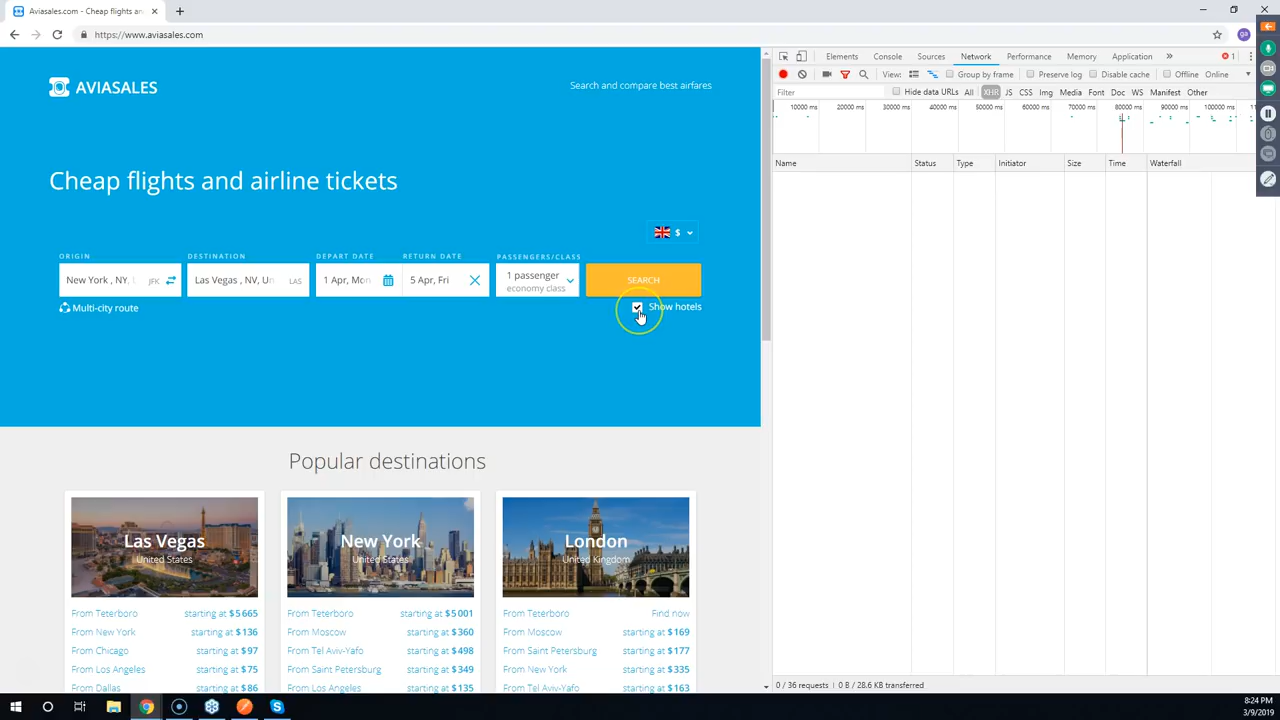 Aviasales.com - Cheap flights an
https://www.aviasales.com
AVIASALES
Search and compare best airfares
Cheap flights and airline tickets
$
ORIGIN
DESTINATION
DEPART DATE
RETURN DATE
PASSENGERS/CLASS
New York , NY,
JFK
Las Vegas , NV, Un
LAS
1 Apr, Mon
5 Apr, Fri
1 passenger
economy class
SEARCH
Multi-city route
Show hotels
Popular destinations
Las Vegas
United States
From Teterboro starting at $5 665
From New York starting at $136
From Chicago starting at $97
From Los Angeles starting at $75
From Dallas starting at $86
New York
United States
From Teterboro starting at $5 001
From Moscow starting at $360
From Tel Aviv-Yafo starting at $498
From Saint Petersburg starting at $349
From Los Angeles starting at $135
London
United Kingdom
From Teterboro Find now
From Moscow starting at $169
From Saint Petersburg starting at $177
From New York starting at $335
From Tel Aviv-Yafo starting at $163
Elements Console Sources Network Performance Memory Application » 1
View: Group by frame Preserve log Disable cache Offline Online
Filter Hide data URLs All XHR JS CSS Img Media Font Doc WS Manifest Other
10000 ms 20000 ms 30000 ms 40000 ms 50000 ms 60000 ms 70000 ms 80000 ms 90000 ms 100000 ms
Name Status Type Initiator Size Time Waterfall
0 / 36 requests | 0 B / 28.6 KB transferred
8:24 PM
3/9/2019